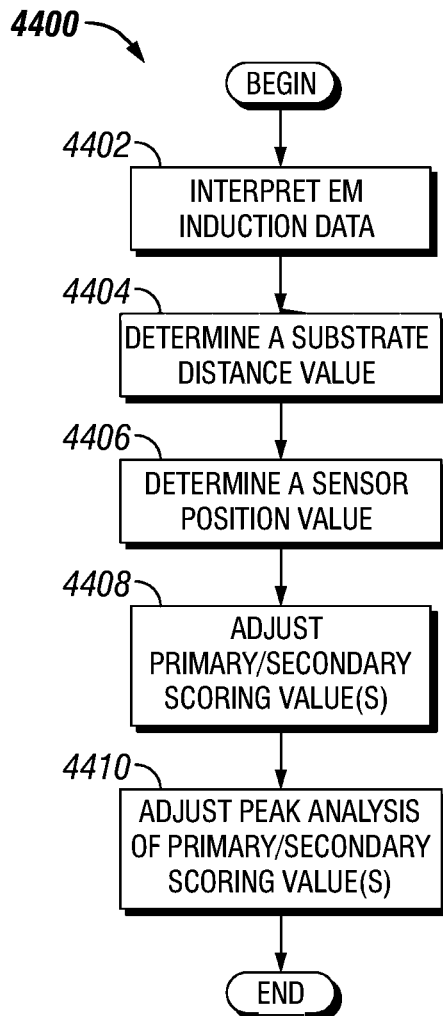 4400
BEGIN
4402
INTERPRET EM
INDUCTION DATA
4404
DETERMINE A SUBSTRATE
DISTANCE VALUE
4406
DETERMINE A SENSOR
POSITION VALUE
4408
ADJUST
PRIMARY/SECONDARY
SCORING VALUE(S)
4410
ADJUST PEAK ANALYSIS
OF PRIMARY/SECONDARY
SCORING VALUE(S)
END